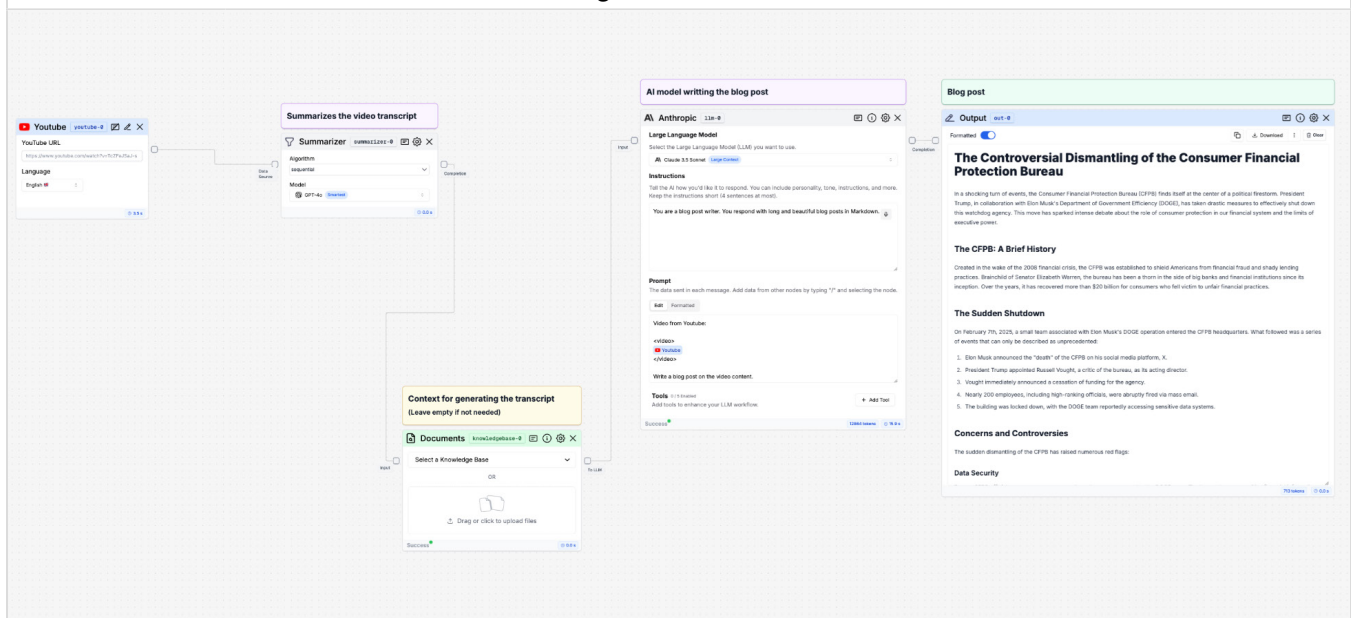 Youtube youtube-0
YouTube URL
Language
English
Summarizes the video transcript
Summarizer summarizer-0
Algorithm
sequential
Model
GPT-4o
Data
Source
Completion
Context for generating the transcript
(Leave empty if not needed)
Documents knowledgebase-0
Input
Select a Knowledge Base
To LLM
OR
Drag or click to upload files
Success
AI model writting the blog post
Anthropic llm-0
Large Language Model
Select the Large Language Model (LLM) you want to use.
Input
Claude 3.5 Sonnet Large Context
Instructions
Tell the AI how you'd like it to respond. You can include personality, tone, instructions, and more.
Keep the instructions short (4 sentences at most).
You are a blog post writer. You respond with long and beautiful blog posts in Markdown.
Prompt
The data sent in each message. Add data from other nodes by typing "/" and selecting the node.
Edit Formatted
Video from Youtube:
<video>
Youtube
</video>
Write a blog post on the video content.
Tools
Add tools to enhance your LLM workflow.
+ Add Tool
Success
Completion
Blog post
Output out-0
Formatted
Download
Clear
The Controversial Dismantling of the Consumer Financial
Protection Bureau
In a shocking turn of events, the Consumer Financial Protection Bureau (CFPB) finds itself at the center of a political firestorm. President
Trump, in collaboration with Elon Musk's Department of Government Efficiency (DOGE), has taken drastic measures to effectively shut down
this watchdog agency. This move has sparked intense debate about the role of consumer protection in our financial system and the limits of
executive power.
The CFPB: A Brief History
Created in the wake of the 2008 financial crisis, the CFPB was established to shield Americans from financial fraud and shady lending
practices. Brainchild of Senator Elizabeth Warren, the bureau has been a thorn in the side of big banks and financial institutions since its
inception. Over the years, it has recovered more than $20 billion for consumers who fell victim to unfair financial practices.
The Sudden Shutdown
On February 7th, 2025, a small team associated with Elon Musk's DOGE operation entered the CFPB headquarters. What followed was a series
of events that can only be described as unprecedented:
1. Elon Musk announced the "death" of the CFPB on his social media platform, X.
2. President Trump appointed Russell Vought, a critic of the bureau, as its acting director.
3. Vought immediately announced a cessation of funding for the agency.
4. Nearly 200 employees, including high-ranking officials, were abruptly fired via mass email.
5. The building was locked down, with the DOGE team reportedly accessing sensitive data systems.
Concerns and Controversies
The sudden dismantling of the CFPB has raised numerous red flags:
Data Security
713 tokens